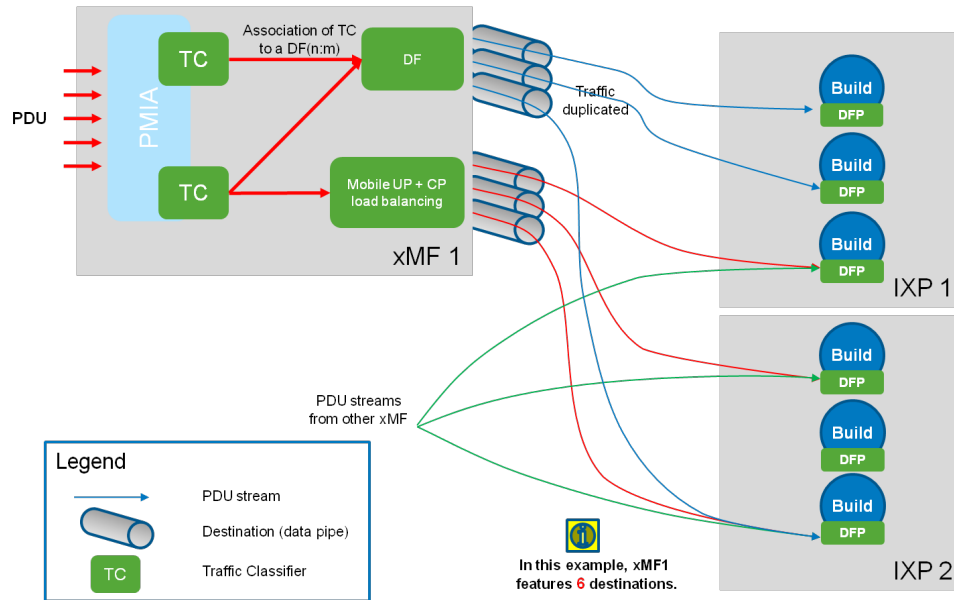 PDU
PMIA
TC
TC
Association of TC
to a DF(n:m)
DF
Mobile UP + CP
load balancing
xMF 1
Traffic
duplicated
Build
DFP
Build
DFP
Build
DFP
IXP 1
Build
DFP
Build
DFP
Build
DFP
IXP 2
PDU streams
from other xMF
Legend
PDU stream
Destination (data pipe)
TC
Traffic Classifier
i
In this example, xMF1
features 6 destinations.